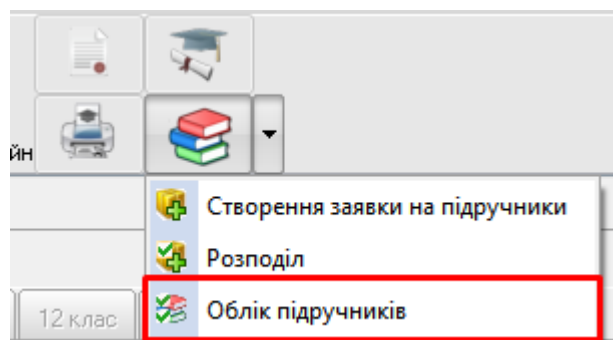 йн
Створення заявки на підручники
Розподіл
12 клас
Облік підручників